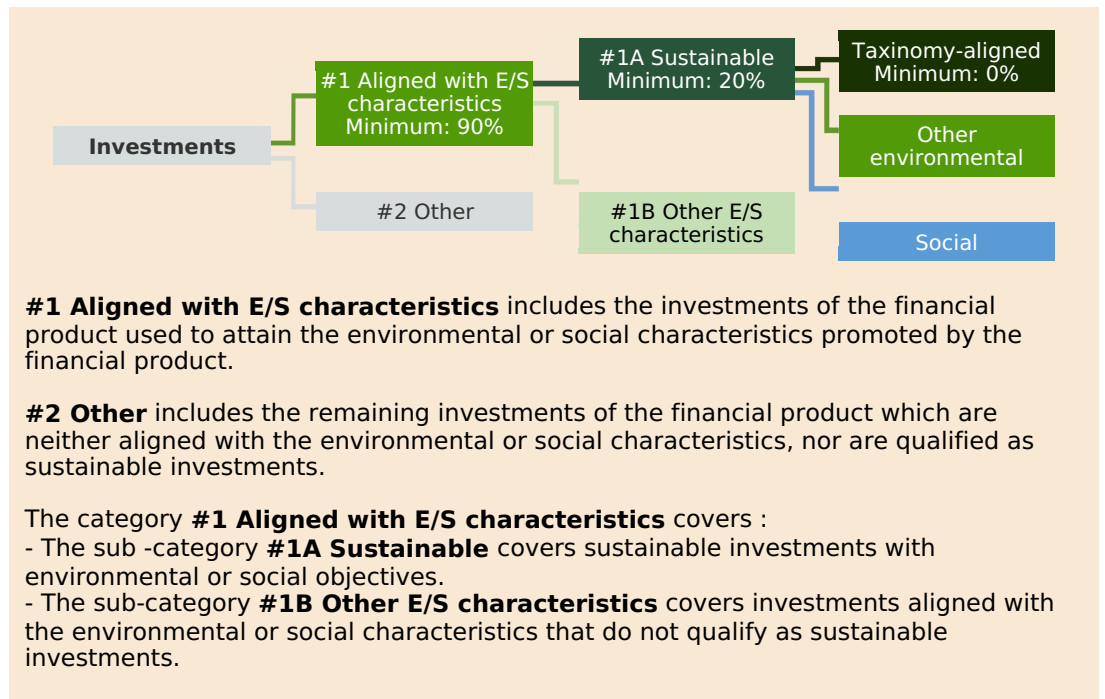 Investments
#1 Aligned with E/S
characteristics
Minimum: 90%
#2 Other
#1A Sustainable
Minimum: 20%
#1B Other E/S
characteristics
Taxinomy-aligned
Minimum: 0%
Other
environmental
Social
#1 Aligned with E/S characteristics includes the investments of the financial
product used to attain the environmental or social characteristics promoted by the
financial product.
#2 Other includes the remaining investments of the financial product which are
neither aligned with the environmental or social characteristics, nor are qualified as
sustainable investments.
The category #1 Aligned with E/S characteristics covers :
- The sub -category #1A Sustainable covers sustainable investments with
environmental or social objectives.
- The sub-category #1B Other E/S characteristics covers investments aligned with
the environmental or social characteristics that do not qualify as sustainable
investments.